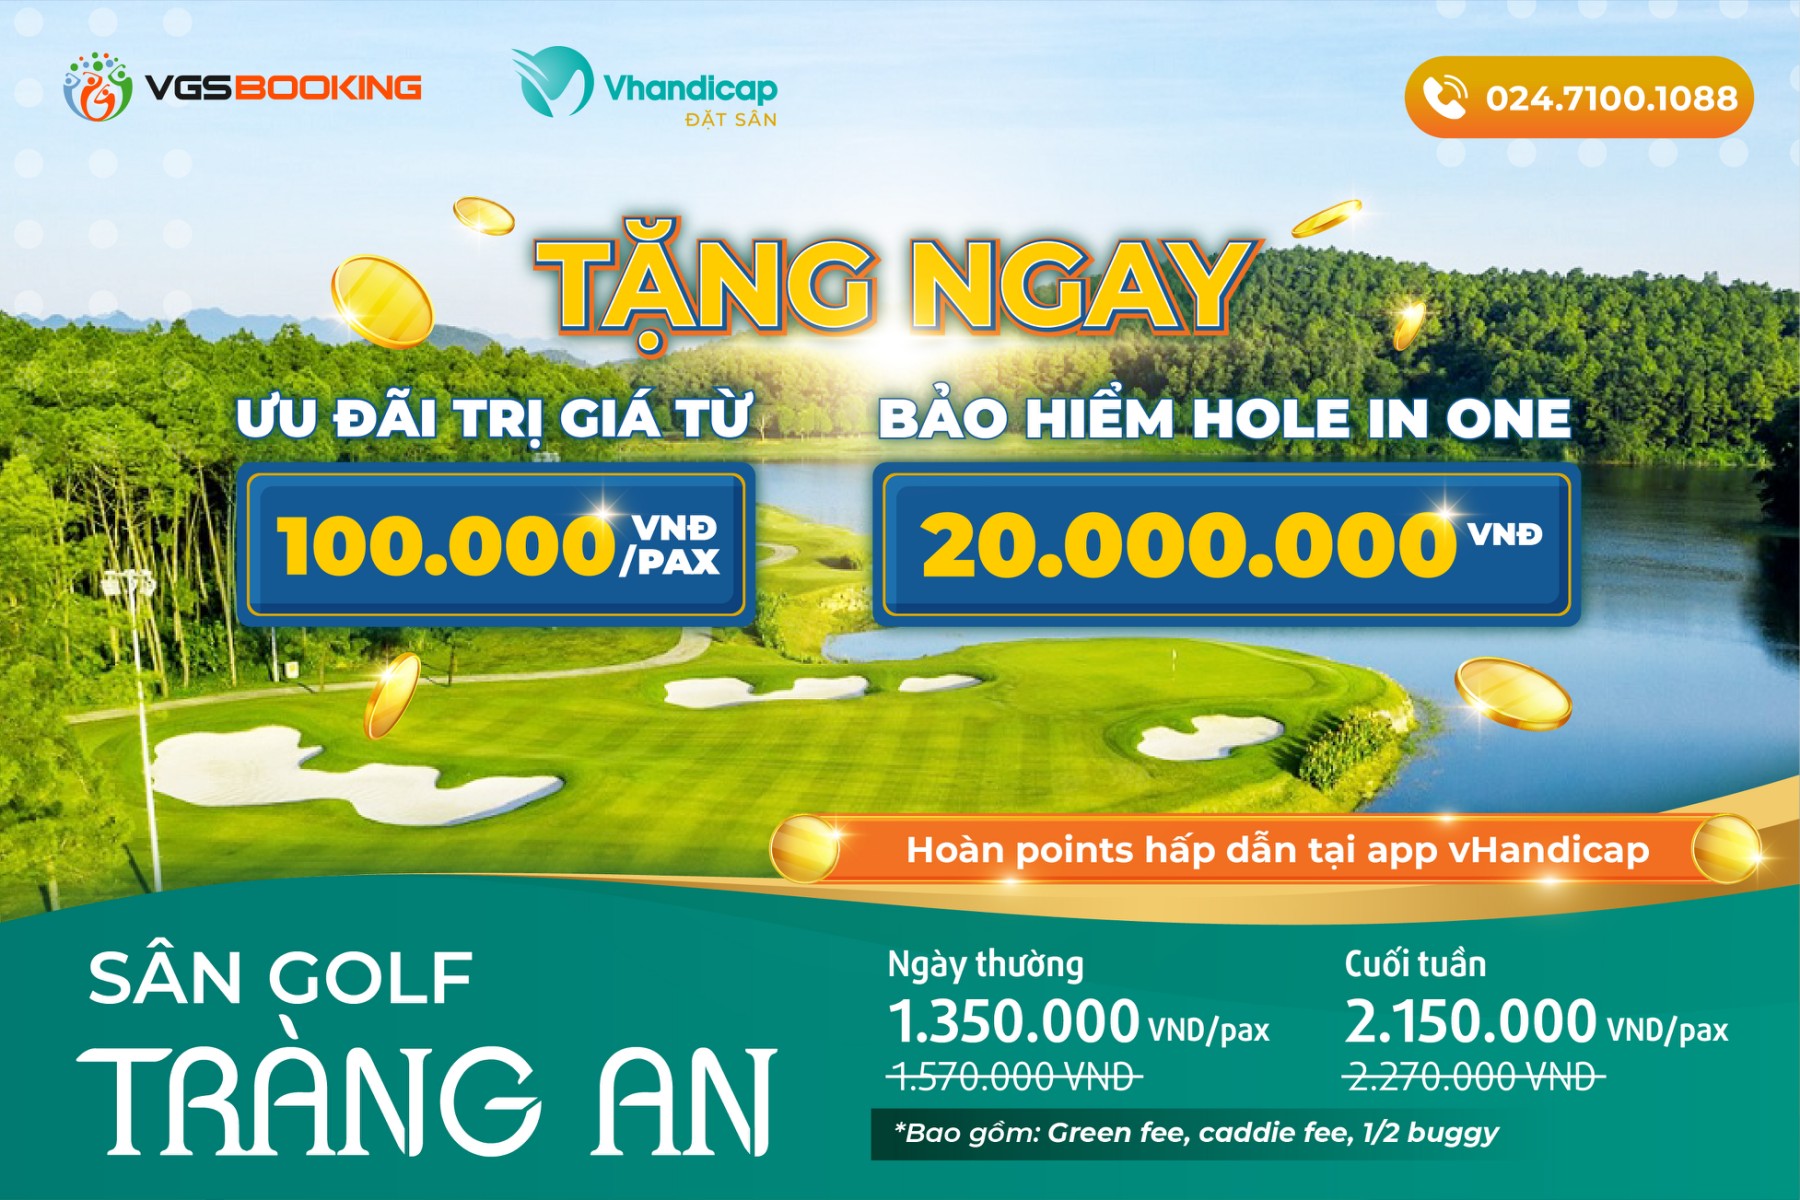 VGSBOOKING
Vhandicap
ĐẶT SÂN
024.7100.1088
TẶNG NGAY
ƯU ĐÃI TRỊ GIÁ TỪ
100.000 VNĐ
/PAX
BẢO HIỂM HOLE IN ONE
20.000.000 VNĐ
Hoàn points hấp dẫn tại app vHandicap
SÂN GOLF
TRÀNG AN
Ngày thường
1.350.000 VND/pax
1.570.000 VND
Cuối tuần
2.150.000 VND/pax
2.270.000 VND
*Bao gồm: Green fee, caddie fee, 1/2 buggy